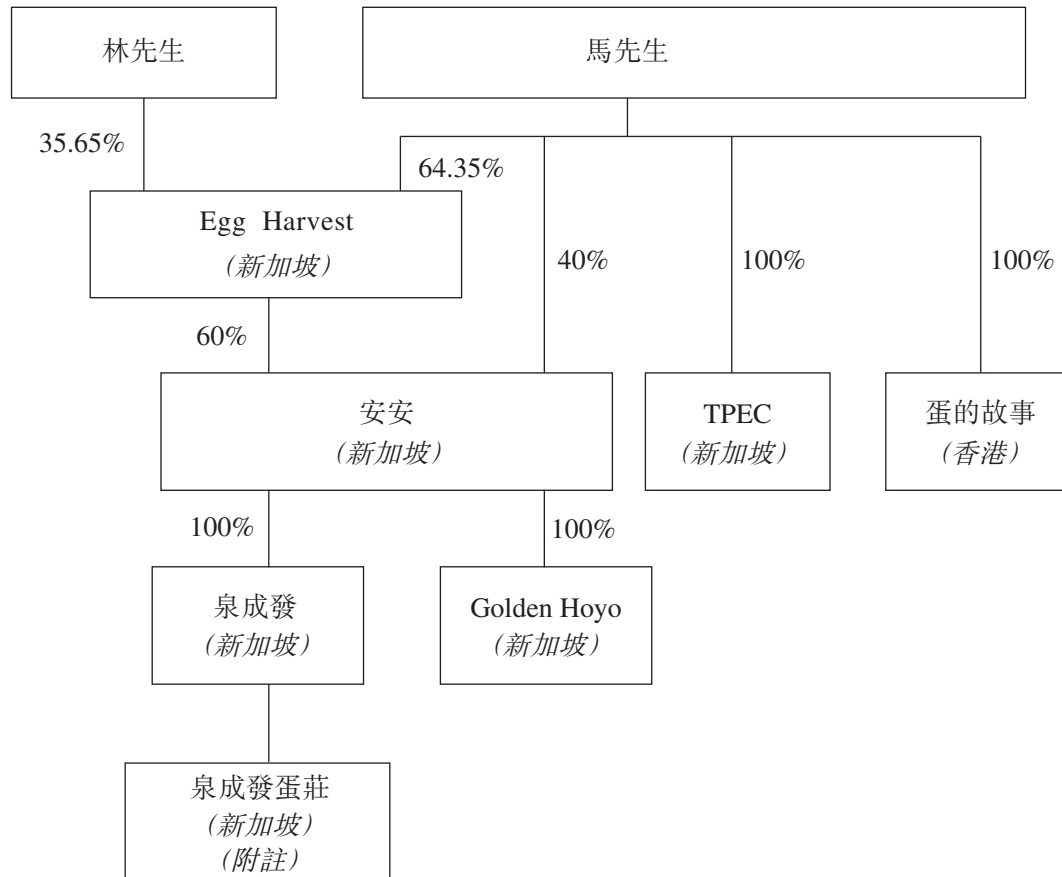 林先生
馬先生
35.65%
64.35%
Egg Harvest
（新加坡）
40%
100%
100%
60%
安安
（新加坡）
TPEC
（新加坡）
蛋的故事
（香港）
100%
100%
泉成發
（新加坡）
Golden Hoyo
（新加坡）
泉成發蛋莊
（新加坡）
（附註）